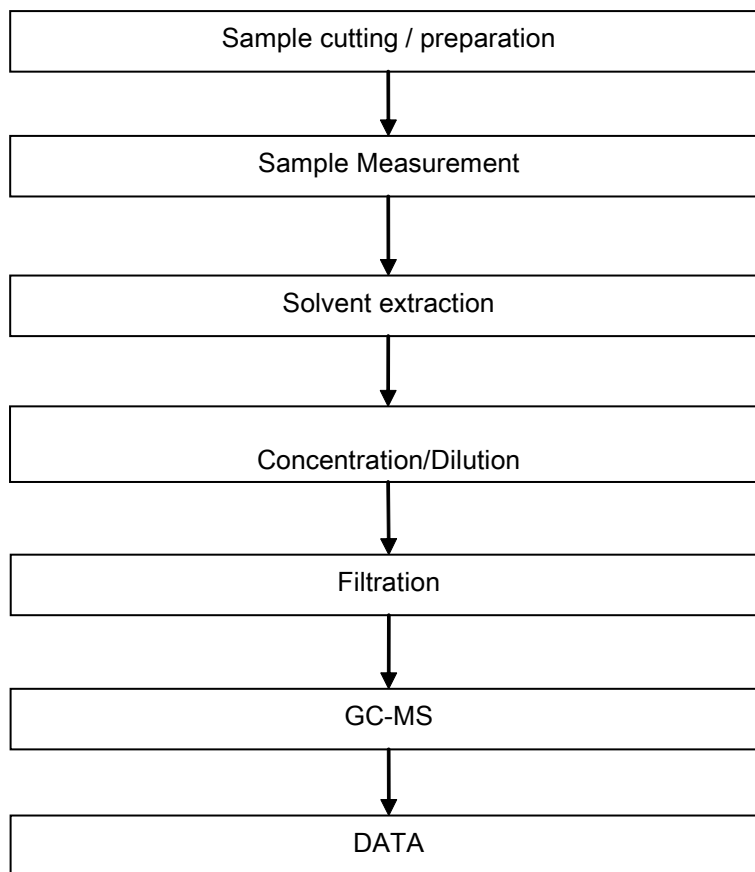 Sample cutting / preparation
Sample Measurement
Solvent extraction
Concentration/Dilution
Filtration
GC-MS
DATA